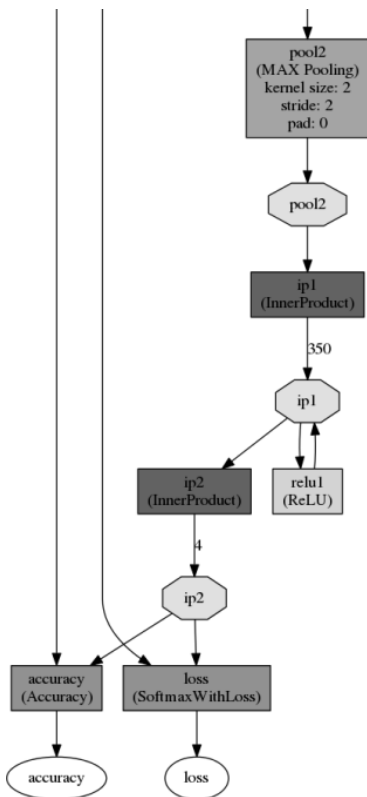 pool2
(MAX Pooling)
kernel size: 2
stride: 2
pad: 0
pool2
ip1
(InnerProduct)
350
ip1
ip2
(InnerProduct)
relu1
(ReLU)
4
ip2
accuracy
(Accuracy)
loss
(SoftmaxWithLoss)
accuracy
loss